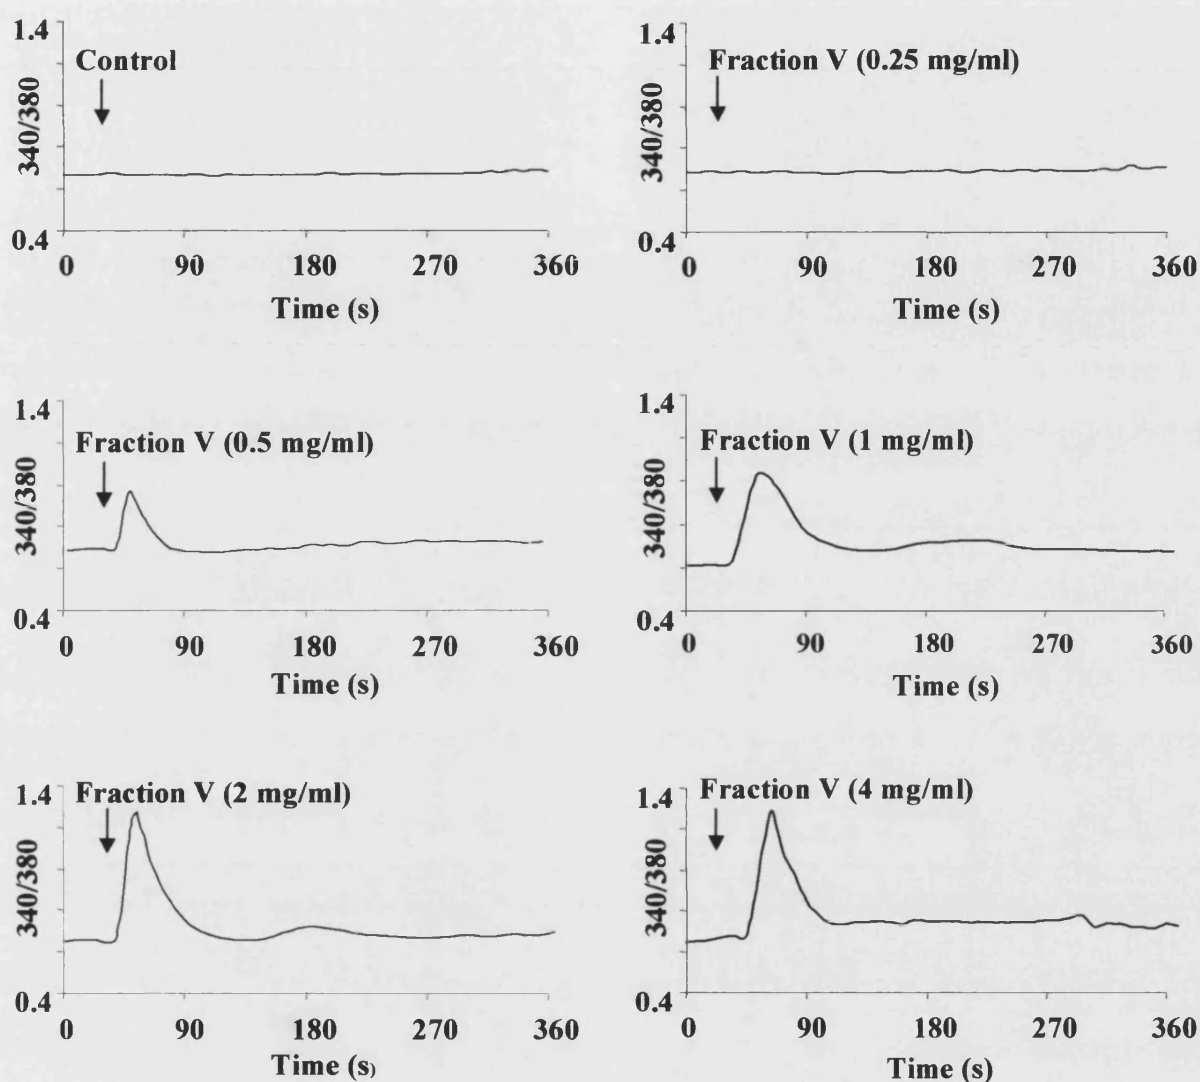 1.4
Control
340/380
0.4
0 90 180 270 360
Time (s)
1.4
Fraction V (0.25 mg/ml)
340/380
0.4
0 90 180 270 360
Time (s)
1.4
Fraction V (0.5 mg/ml)
340/380
0.4
0 90 180 270 360
Time (s)
1.4
Fraction V (1 mg/ml)
340/380
0.4
0 90 180 270 360
Time (s)
1.4
Fraction V (2 mg/ml)
340/380
0.4
0 90 180 270 360
Time (s)
1.4
Fraction V (4 mg/ml)
340/380
0.4
0 90 180 270 360
Time (s)